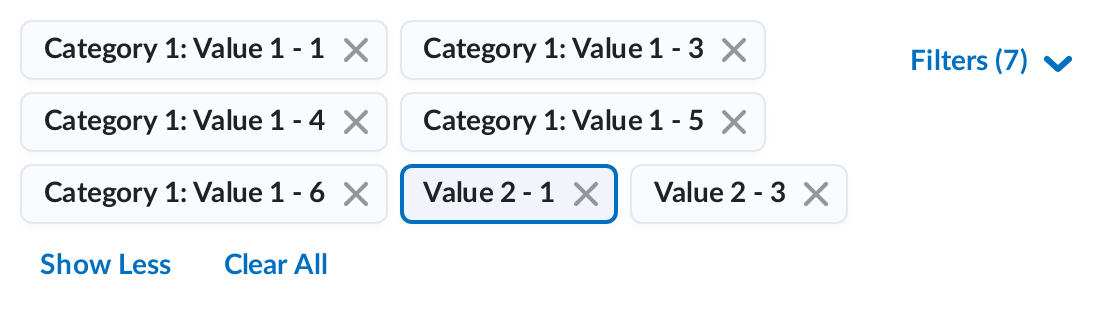 Category 1: Value 1 - 1
Category 1: Value 1 - 3
Filters (7)
Category 1: Value 1 - 4
Category 1: Value 1 - 5
Category 1: Value 1 - 6
Value 2 - 1
Value 2 - 3
Show Less
Clear All